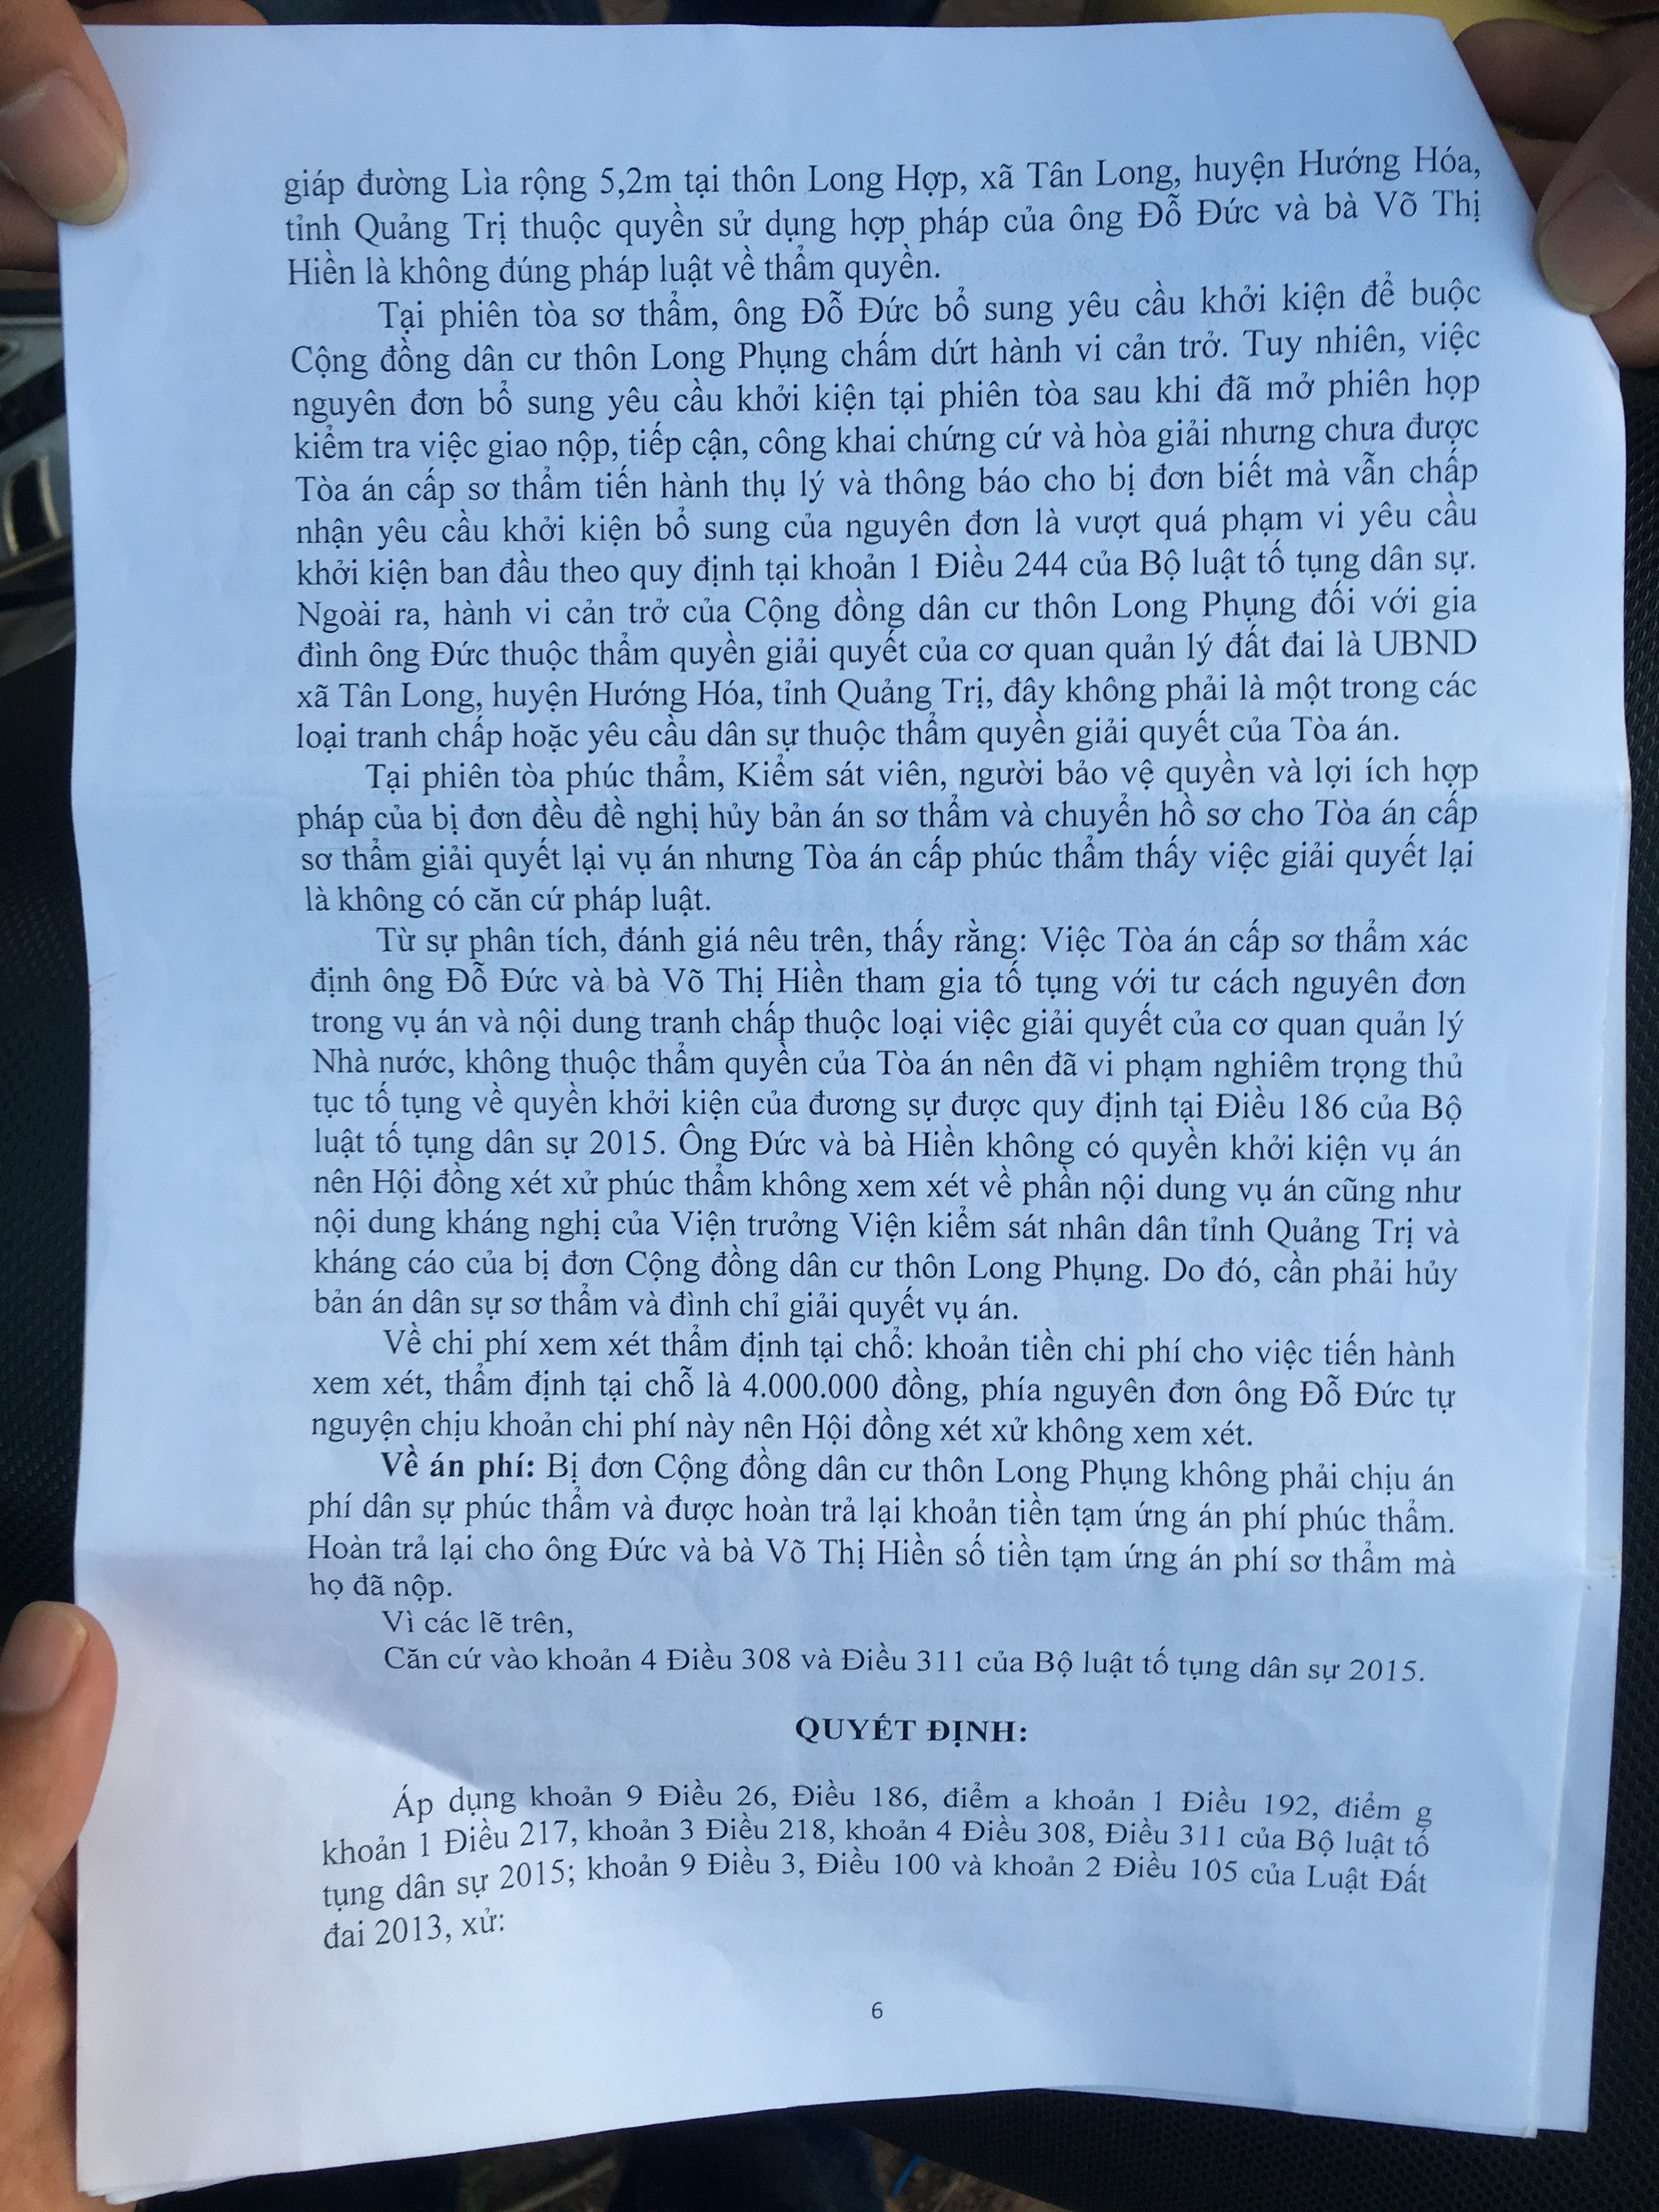 giáp đường Lìa rộng 5,2m tại thôn Long Hợp, xã Tân Long, huyện Hướng Hóa,
tỉnh Quảng Trị thuộc quyền sử dụng hợp pháp của ông Đỗ Đức và bà Võ Thị
Hiền là không đúng pháp luật về thẩm quyền.
Tại phiên tòa sơ thẩm, ông Đỗ Đức bổ sung yêu cầu khởi kiện để buộc
Cộng đồng dân cư thôn Long Phụng chấm dứt hành vi cản trở. Tuy nhiên, việc
nguyên đơn bổ sung yêu cầu khởi kiện tại phiên tòa sau khi đã mở phiên họp
kiểm tra việc giao nộp, tiếp cận, công khai chứng cứ và hòa giải nhưng chưa được
Tòa án cấp sơ thẩm tiến hành thụ lý và thông báo cho bị đơn biết mà vẫn chấp
nhận yêu cầu khởi kiện bổ sung của nguyên đơn là vượt quá phạm vi yêu cầu
khởi kiện ban đầu theo quy định tại khoản 1 Điều 244 của Bộ luật tố tụng dân sự.
Ngoài ra, hành vi cản trở của Cộng đồng dân cư thôn Long Phụng đối với gia
đình ông Đức thuộc thẩm quyền giải quyết của cơ quan quản lý đất đai là UBND
xã Tân Long, huyện Hướng Hóa, tỉnh Quảng Trị, đây không phải là một trong các
loại tranh chấp hoặc yêu cầu dân sự thuộc thẩm quyền giải quyết của Tòa án.
Tại phiên tòa phúc thẩm, Kiểm sát viên, người bảo vệ quyền và lợi ích hợp
pháp của bị đơn đều đề nghị hủy bản án sơ thẩm và chuyển hồ sơ cho Tòa án cấp
sơ thẩm giải quyết lại vụ án nhưng Tòa án cấp phúc thẩm thấy việc giải quyết lại
là không có căn cứ pháp luật.
Từ sự phân tích, đánh giá nêu trên, thấy rằng: Việc Tòa án cấp sơ thẩm xác
định ông Đỗ Đức và bà Võ Thị Hiền tham gia tố tụng với tư cách nguyên đơn
trong vụ án và nội dung tranh chấp thuộc loại việc giải quyết của cơ quan quản lý
Nhà nước, không thuộc thẩm quyền của Tòa án nên đã vi phạm nghiêm trọng thủ
tục tố tụng về quyền khởi kiện của đương sự được quy định tại Điều 186 của Bộ
luật tố tụng dân sự 2015. Ông Đức và bà Hiền không có quyền khởi kiện vụ án
nên Hội đồng xét xử phúc thẩm không xem xét về phần nội dung vụ án cũng như
nội dung kháng nghị của Viện trưởng Viện kiểm sát nhân dân tỉnh Quảng Trị và
kháng cáo của bị đơn Cộng đồng dân cư thôn Long Phụng. Do đó, cần phải hủy
bản án dân sự sơ thẩm và đình chỉ giải quyết vụ án.
Về chi phí xem xét thẩm định tại chổ: khoản tiền chi phí cho việc tiến hành
xem xét, thẩm định tại chỗ là 4.000.000 đồng, phía nguyên đơn ông Đỗ Đức tự
nguyện chịu khoản chi phí này nên Hội đồng xét xử không xem xét.
Về án phí: Bị đơn Cộng đồng dân cư thôn Long Phụng không phải chịu án
phí dân sự phúc thẩm và được hoàn trả lại khoản tiền tạm ứng án phí phúc thẩm.
Hoàn trả lại cho ông Đức và bà Võ Thị Hiền số tiền tạm ứng án phí sơ thẩm mà
họ đã nộp.
Vì các lẽ trên,
Căn cứ vào khoản 4 Điều 308 và Điều 311 của Bộ luật tố tụng dân sự 2015.
QUYẾT ĐỊNH:
Áp dụng khoản 9 Điều 26, Điều 186, điểm a khoản 1 Điều 192, điểm g
khoản 1 Điều 217, khoản 3 Điều 218, khoản 4 Điều 308, Điều 311 của Bộ luật tố
tụng dân sự 2015; khoản 9 Điều 3, Điều 100 và khoản 2 Điều 105 của Luật Đất
đai 2013, xử:
6